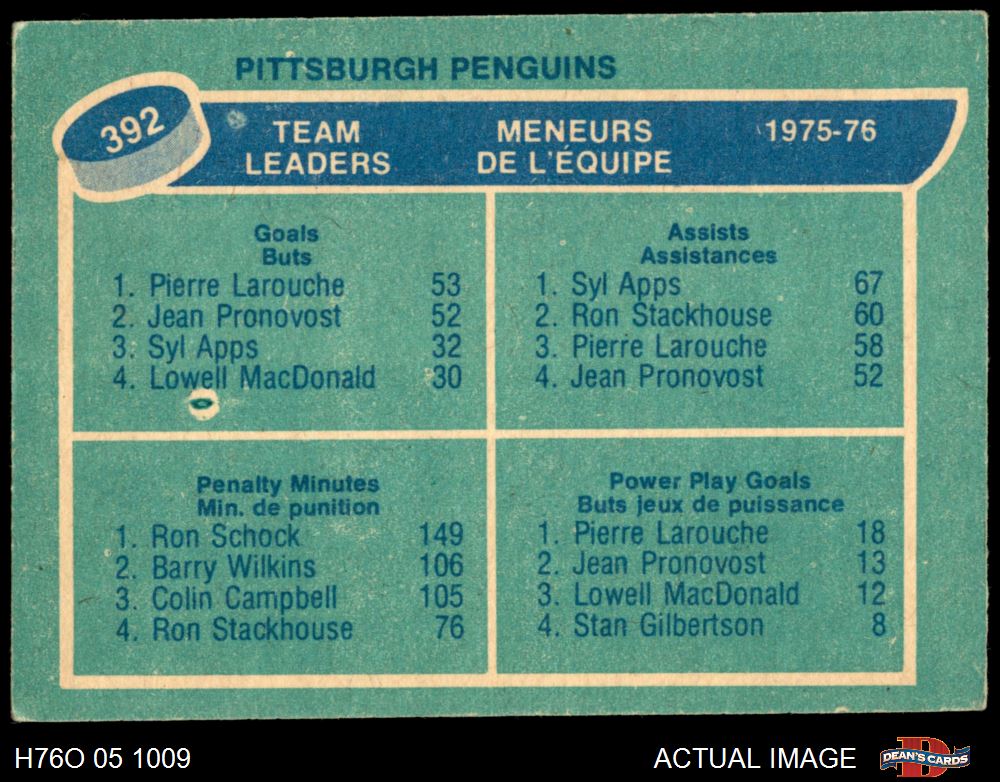 PITTSBURGH PENGUINS
392
TEAM LEADERS
MENEURS DE L'ÉQUIPE
1975-76
Goals
Buts
1. Pierre Larouche 53
2. Jean Pronovost 52
3. Syl Apps 32
4. Lowell MacDonald 30
Assists
Assistances
1. Syl Apps 67
2. Ron Stackhouse 60
3. Pierre Larouche 58
4. Jean Pronovost 52
Penalty Minutes
Min. de punition
1. Ron Schock 149
2. Barry Wilkins 106
3. Colin Campbell 105
4. Ron Stackhouse 76
Power Play Goals
Buts jeux de puissance
1. Pierre Larouche 18
2. Jean Pronovost 13
3. Lowell MacDonald 12
4. Stan Gilbertson 8
H76O 05 1009
ACTUAL IMAGE
DEAN'S CARDS